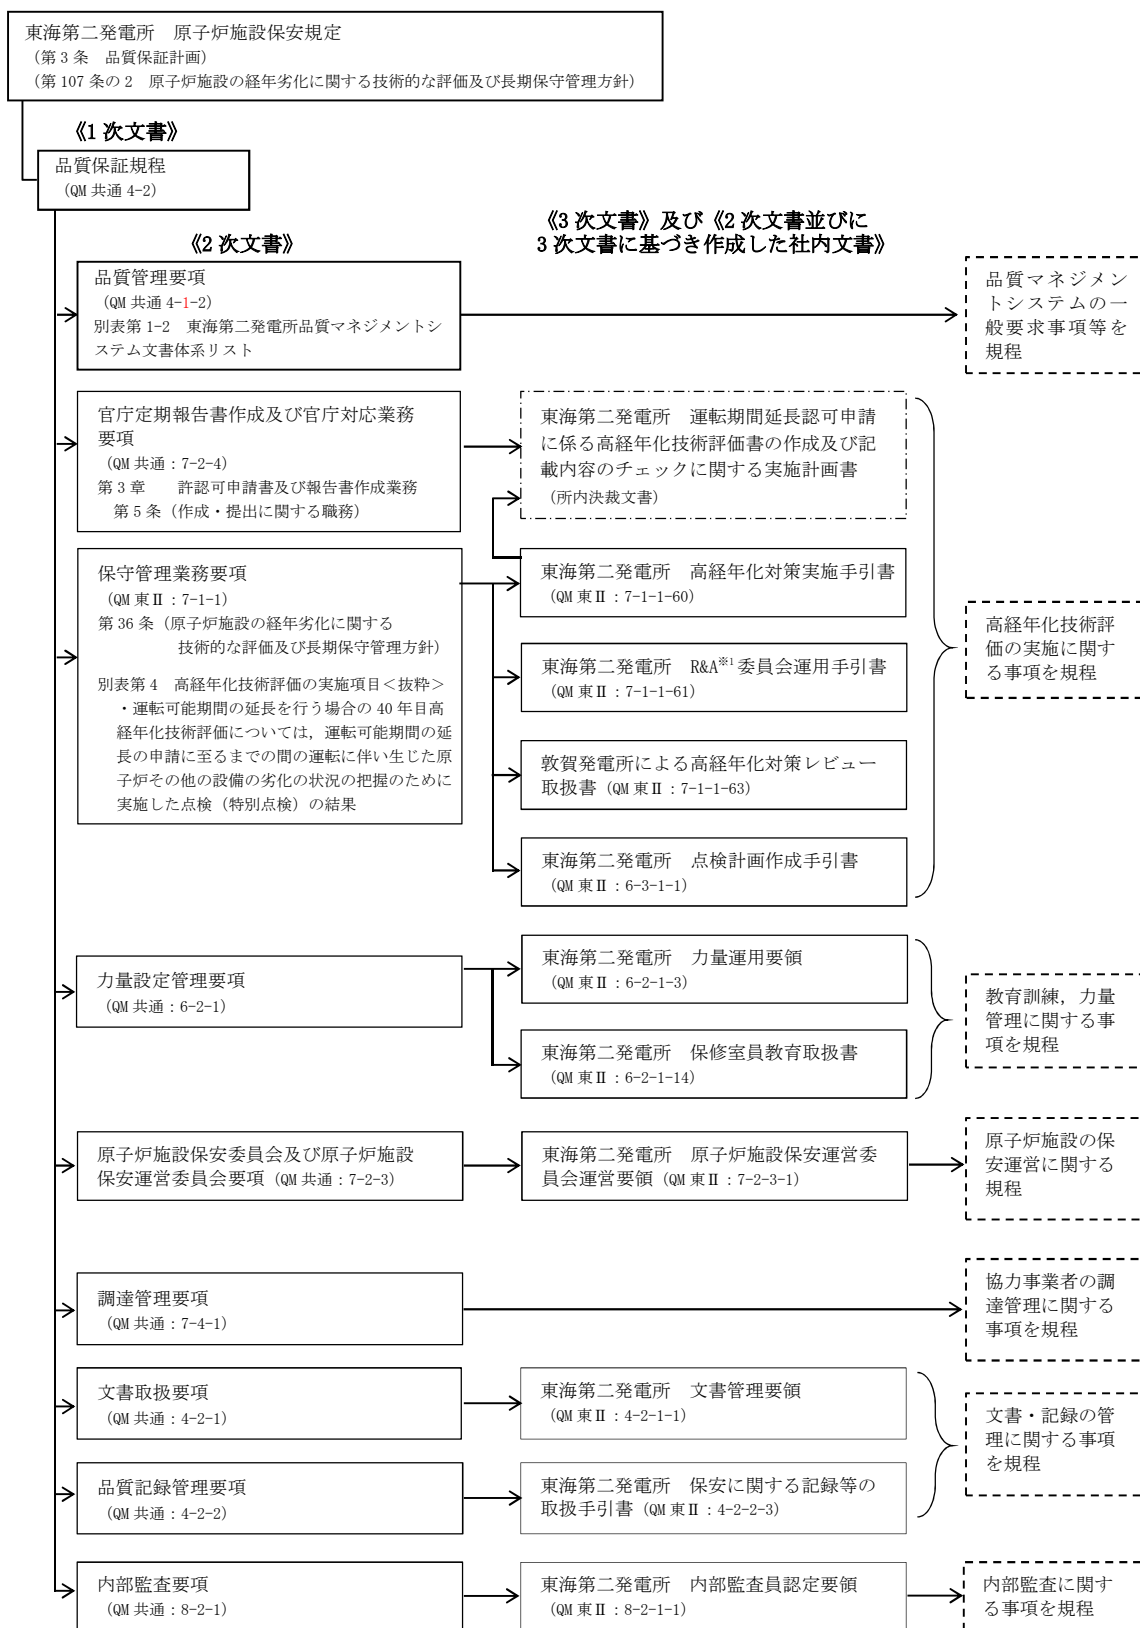 東海第二発電所　原子炉施設保安規定
（第3条　品質保証計画）
（第107条の2　原子炉施設の経年劣化に関する技術的な評価及び長期保守管理方針）
《1次文書》
品質保証規程
（QM共通4-2）
《2次文書》
《3次文書》及び《2次文書並びに
3次文書に基づき作成した社内文書》
品質管理要項
（QM共通4-1-2）
別表第1-2　東海第二発電所品質マネジメントシ
ステム文書体系リスト
品質マネジメン
トシステムの一
般要求事項等を
規程
官庁定期報告書作成及び官庁対応業務
要項
（QM共通：7-2-4）
第3章　　許認可申請書及び報告書作成業務
第5条（作成・提出に関する職務）
東海第二発電所　運転期間延長認可申請
に係る高経年化技術評価書の作成及び記
載内容のチェックに関する実施計画書
（所内決裁文書）
保守管理業務要項
（QM東Ⅱ：7-1-1）
第36条（原子炉施設の経年劣化に関する
技術的な評価及び長期保守管理方針）
別表第4　高経年化技術評価の実施項目＜抜粋＞
・運転可能期間の延長を行う場合の40年目高
経年化技術評価については，運転可能期間の延
長の申請に至るまでの間の運転に伴い生じた原
子炉その他の設備の劣化の状況の把握のために
実施した点検（特別点検）の結果
東海第二発電所　高経年化対策実施手引書
（QM東Ⅱ：7-1-1-60）
東海第二発電所　R&A※1委員会運用手引書
（QM東Ⅱ：7-1-1-61）
敦賀発電所による高経年化対策レビュー
取扱書（QM東Ⅱ：7-1-1-63）
東海第二発電所　点検計画作成手引書
（QM東Ⅱ：6-3-1-1）
高経年化技術評
価の実施に関す
る事項を規程
力量設定管理要項
（QM共通：6-2-1）
東海第二発電所　力量運用要領
（QM東Ⅱ：6-2-1-3）
東海第二発電所　保修室員教育取扱書
（QM東Ⅱ：6-2-1-14）
教育訓練，力量
管理に関する事
項を規程
原子炉施設保安委員会及び原子炉施設
保安運営委員会要項（QM共通：7-2-3）
東海第二発電所　原子炉施設保安運営委
員会運営要領（QM東Ⅱ：7-2-3-1）
原子炉施設の保
安運営に関する
規程
調達管理要項
（QM共通：7-4-1）
協力事業者の調
達管理に関する
事項を規程
文書取扱要項
（QM共通：4-2-1）
東海第二発電所　文書管理要領
（QM東Ⅱ：4-2-1-1）
品質記録管理要項
（QM共通：4-2-2）
東海第二発電所　保安に関する記録等の
取扱手引書（QM東Ⅱ：4-2-2-3）
文書・記録の管
理に関する事項
を規程
内部監査要項
（QM共通：8-2-1）
東海第二発電所　内部監査員認定要領
（QM東Ⅱ：8-2-1-1）
内部監査に関す
る事項を規程